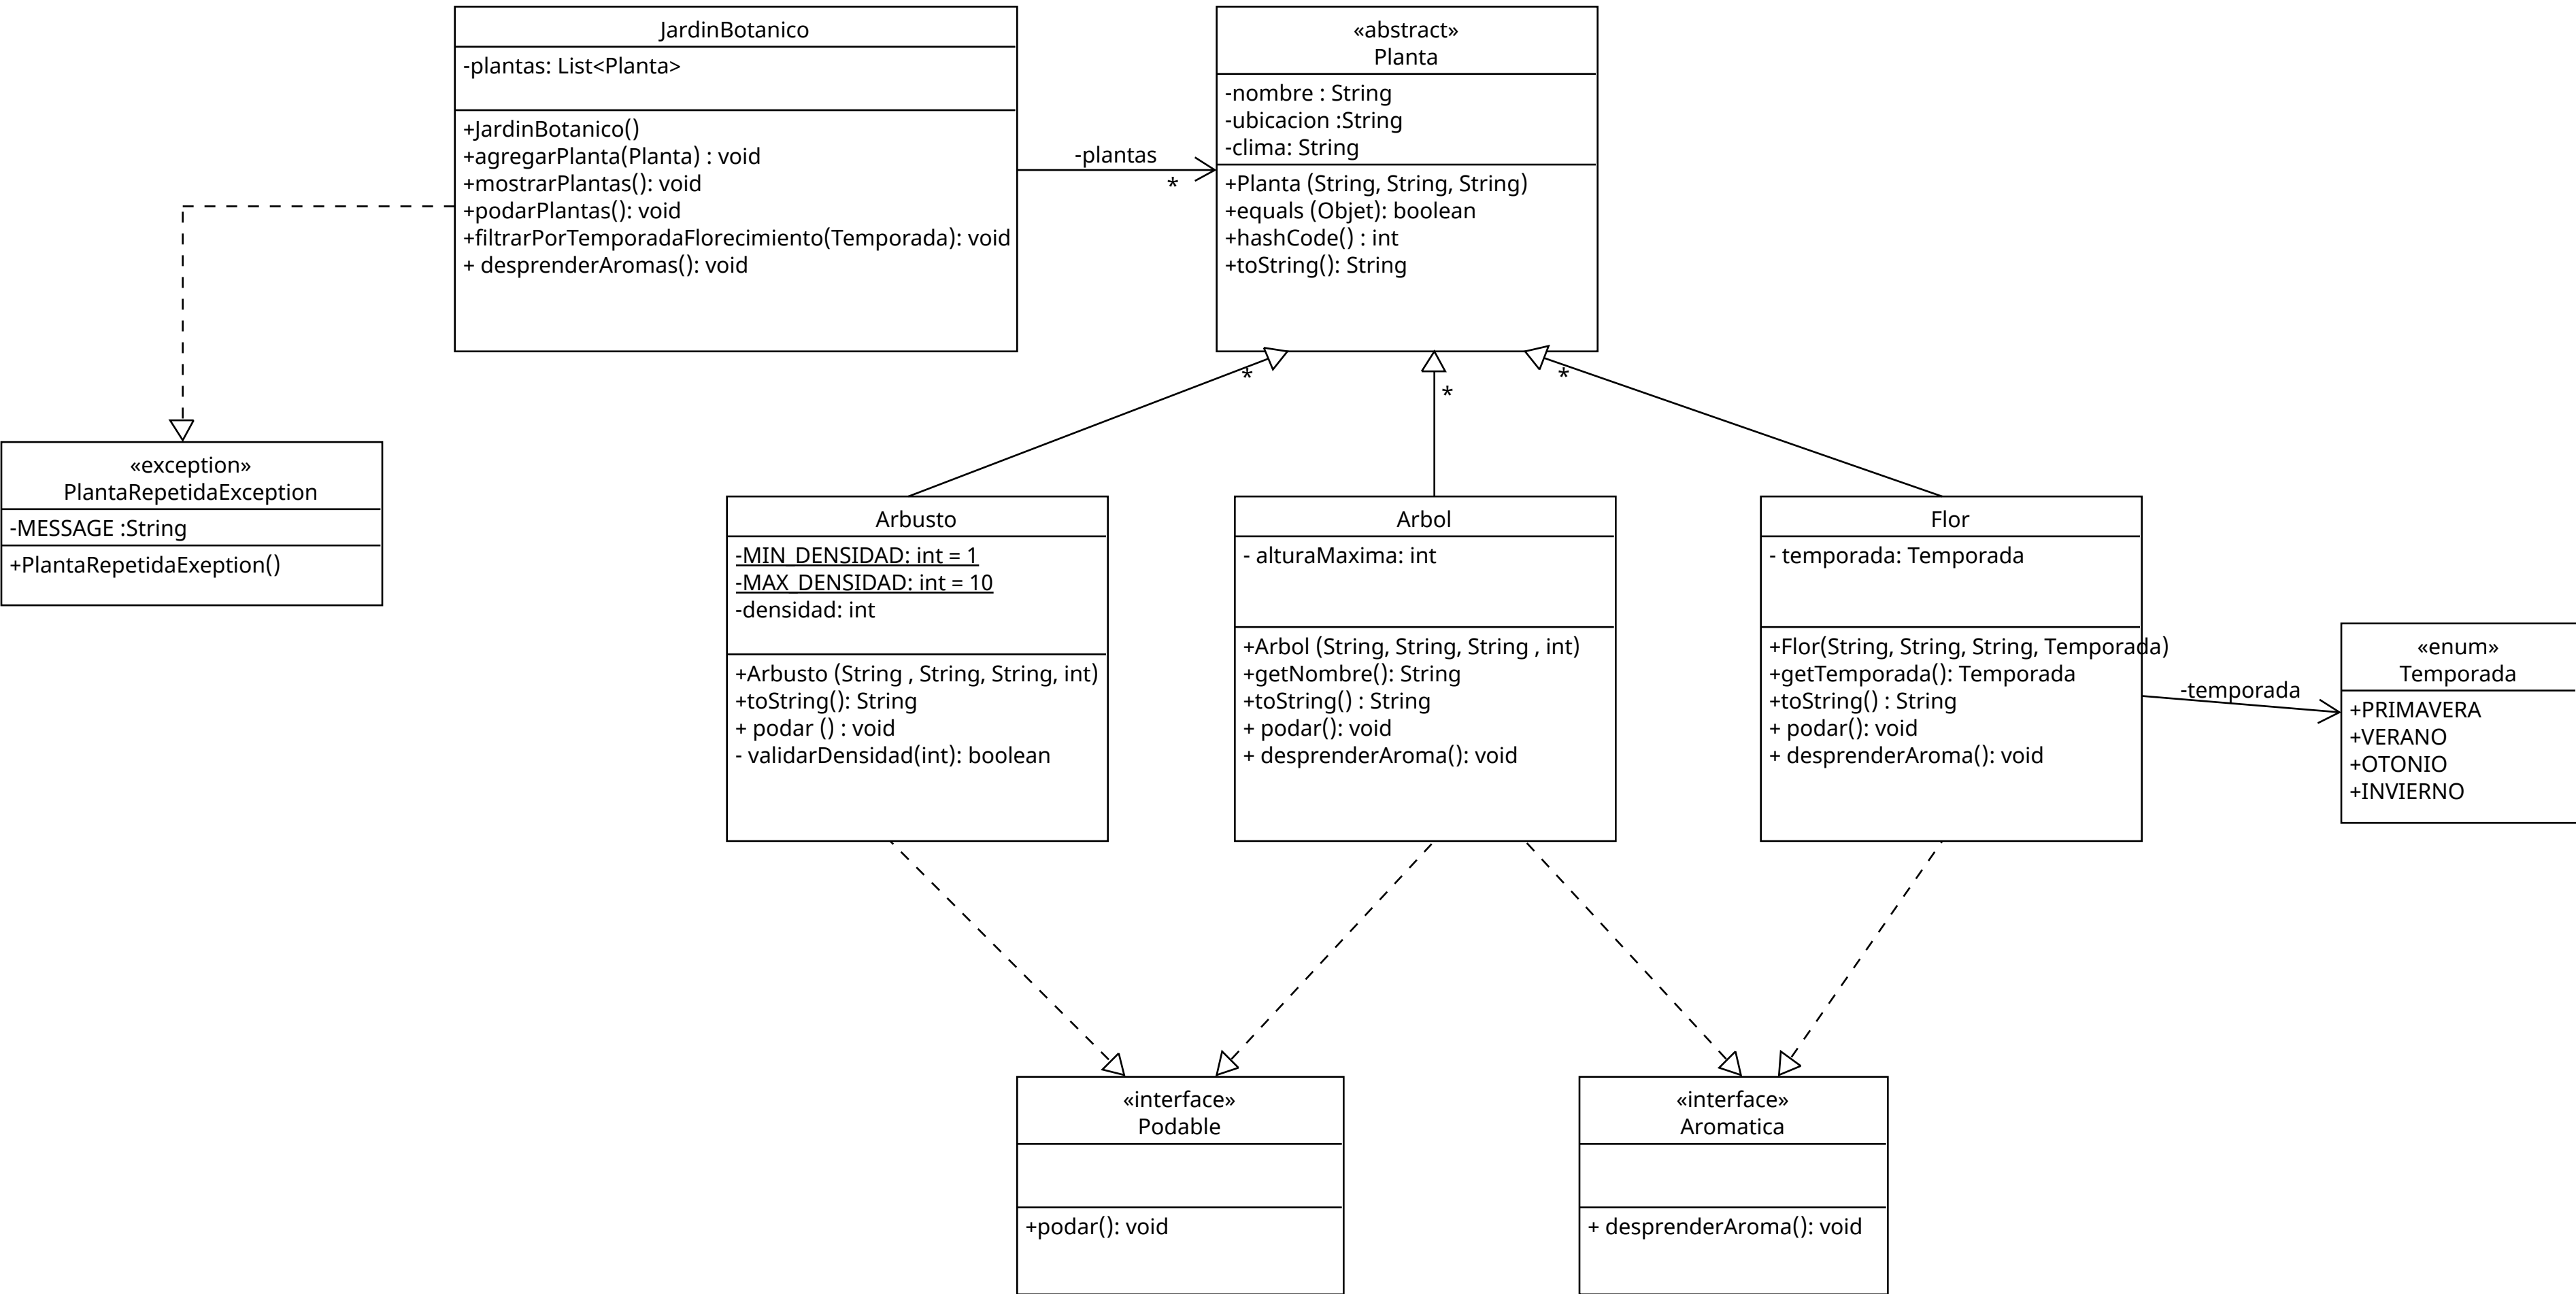 JardinBotanico
-plantas: List<Planta>
+JardinBotanico()
+agregarPlanta(Planta) : void
+mostrarPlantas(): void
+podarPlantas(): void
+filtrarPorTemporadaFlorecimiento(Temporada): void
+ desprenderAromas(): void
-plantas
*
«abstract»
Planta
-nombre : String
-ubicacion :String
-clima: String
+Planta (String, String, String)
+equals (Objet): boolean
+hashCode() : int
+toString(): String
*
*
*
«exception»
PlantaRepetidaException
-MESSAGE :String
+PlantaRepetidaExeption()
Arbusto
-MIN_DENSIDAD: int = 1
-MAX_DENSIDAD: int = 10
-densidad: int
+Arbusto (String , String, String, int)
+toString(): String
+ podar () : void
- validarDensidad(int): boolean
Arbol
- alturaMaxima: int
+Arbol (String, String, String , int)
+getNombre(): String
+toString() : String
+ podar(): void
+ desprenderAroma(): void
Flor
- temporada: Temporada
+Flor(String, String, String, Temporada)
+getTemporada(): Temporada
+toString() : String
+ podar(): void
+ desprenderAroma(): void
-temporada
«enum»
Temporada
+PRIMAVERA
+VERANO
+OTONIO
+INVIERNO
«interface»
Podable
+podar(): void
«interface»
Aromatica
+ desprenderAroma(): void